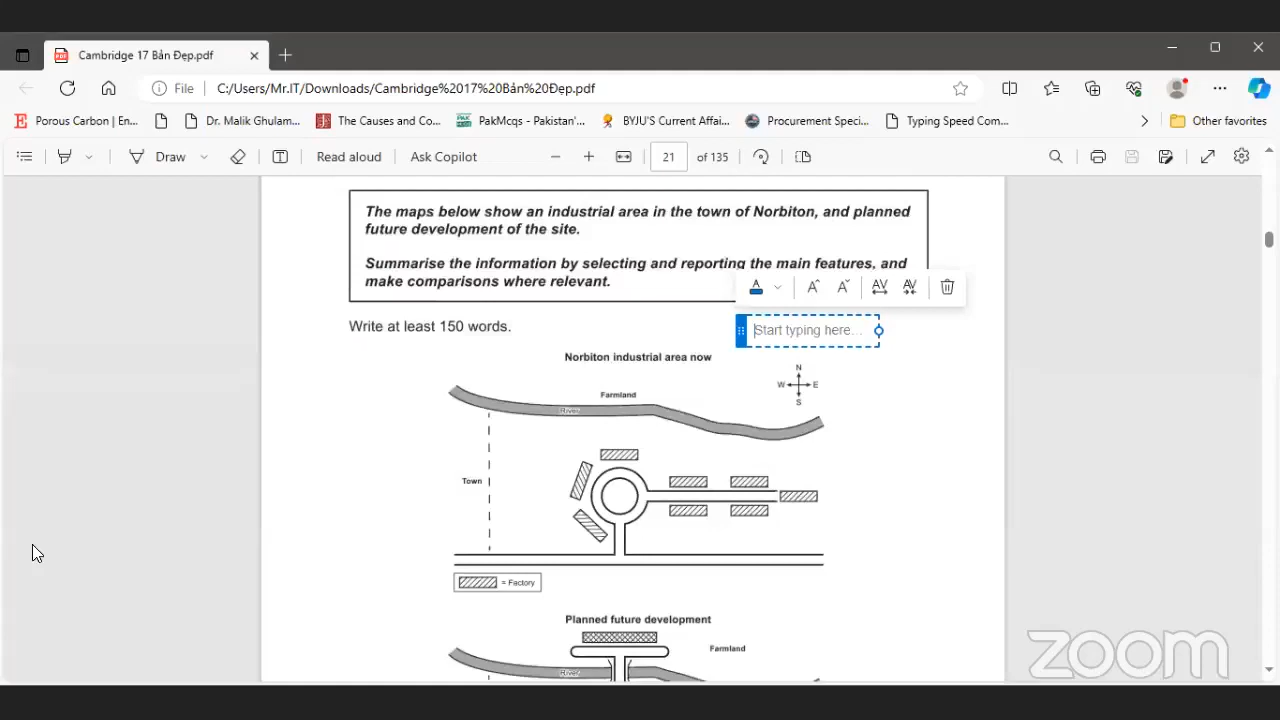 Cambridge 17 Bản Đẹp.pdf
File
C:/Users/Mr.IT/Downloads/Cambridge%2017%20Bản%20Đẹp.pdf
Porous Carbon | En...
Dr. Malik Ghulam...
The Causes and Co...
PakMcqs - Pakistan'...
BYJU'S Current Affai...
Procurement Speci...
Typing Speed Com...
Other favorites
Draw
Read aloud
Ask Copilot
21
of 135
The maps below show an industrial area in the town of Norbiton, and planned
future development of the site.
Summarise the information by selecting and reporting the main features, and
make comparisons where relevant.
Write at least 150 words.
Start typing here...
Norbiton industrial area now
N
W
E
S
Farmland
River
Town
= Factory
Planned future development
Farmland
River
zoom